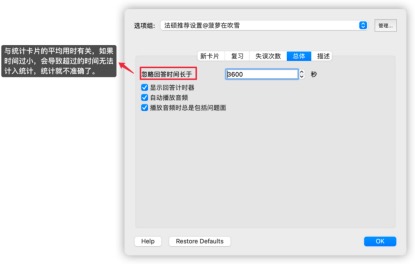 选项组：
法硕推荐设置@菠萝在吹雪
管理...
与统计卡片的平均用时有关，如果
时间过小，会导致超过的时间无法
计入统计，统计就不准确了。
新卡片 复习 失误次数 总体 描述
忽略回答时间长于 3600 秒
显示回答计时器
自动播放音频
播放音频时总是包括问题面
Help Restore Defaults OK